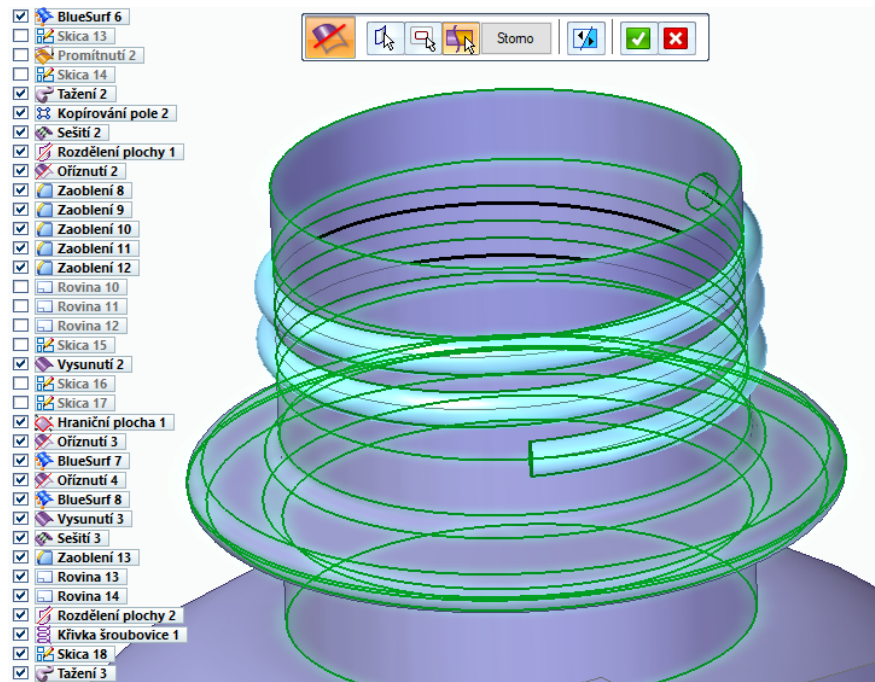 BlueSurf 6
Skica 13
Promítnutí 2
Skica 14
Tažení 2
Kopírování pole 2
Sešití 2
Rozdělení plochy 1
Oříznutí 2
Zaoblení 8
Zaoblení 9
Zaoblení 10
Zaoblení 11
Zaoblení 12
Rovina 10
Rovina 11
Rovina 12
Skica 15
Vysunutí 2
Skica 16
Skica 17
Hraniční plocha 1
Oříznutí 3
BlueSurf 7
Oříznutí 4
BlueSurf 8
Vysunutí 3
Sešití 3
Zaoblení 13
Rovina 13
Rovina 14
Rozdělení plochy 2
Křivka šroubovice 1
Skica 18
Tažení 3
Storno